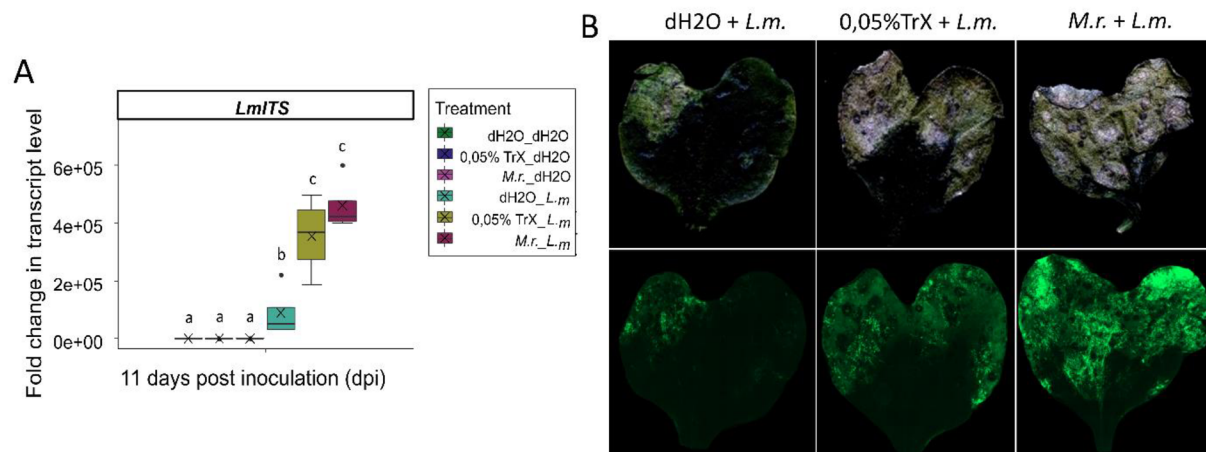 A
LmITS
Fold change in transcript level
6e+05
4e+05
2e+05
0e+00
a
a
a
b
c
c
11 days post inoculation (dpi)
Treatment
dH2O_dH2O
0,05% TrX_dH2O
M.r._dH2O
dH2O_L.m
0,05% TrX_L.m
M.r._L.m
B
dH2O + L.m.
0,05%TrX + L.m.
M.r. + L.m.